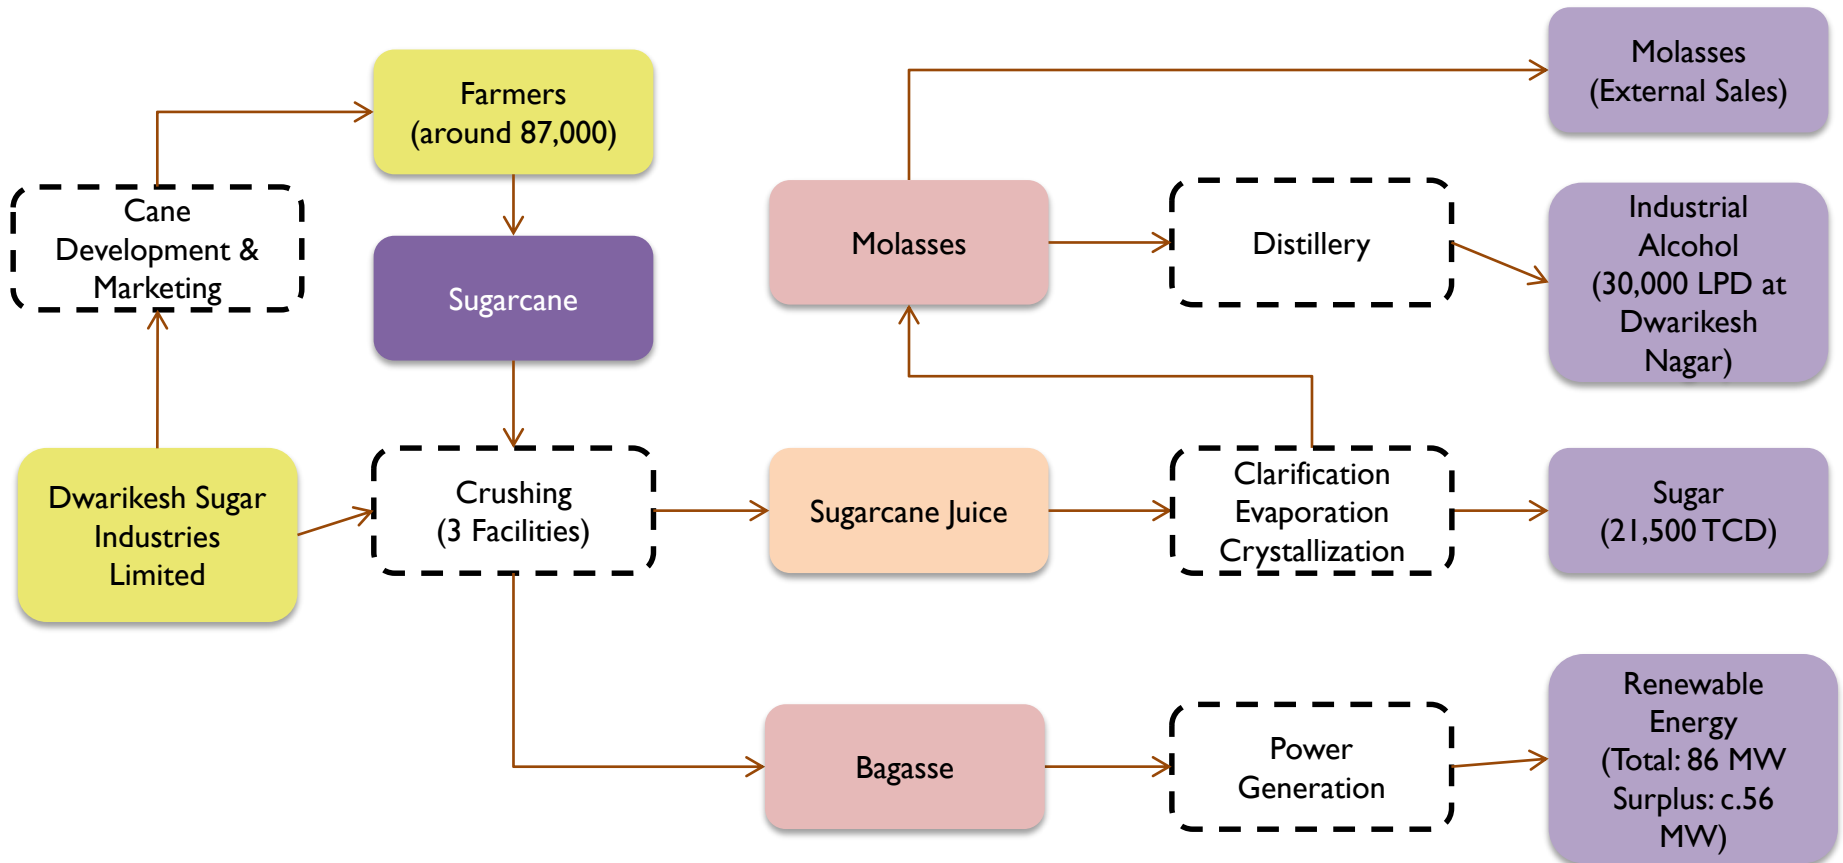 Farmers
(around 87,000)
Molasses
(External Sales)
Cane
Development &
Marketing
Sugarcane
Molasses
Distillery
Industrial
Alcohol
(30,000 LPD at
Dwarikesh
Nagar)
Dwarikesh Sugar
Industries
Limited
Crushing
(3 Facilities)
Sugarcane Juice
Clarification
Evaporation
Crystallization
Sugar
(21,500 TCD)
Bagasse
Power
Generation
Renewable
Energy
(Total: 86 MW
Surplus: c.56
MW)